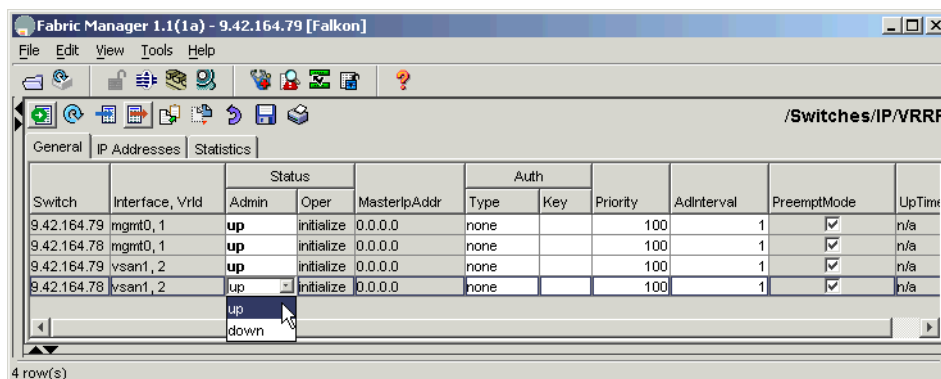 Fabric Manager 1.1(1a) - 9.42.164.79 [Falkon]
File Edit View Tools Help
/Switches/IP/VRRP
General IP Addresses Statistics
Status Auth
Switch Interface, VrId Admin Oper MasterIpAddr Type Key Priority AdInterval PreemptMode UpTime
9.42.164.79 mgmt0, 1 up initialize 0.0.0.0 none 100 1 n/a
9.42.164.78 mgmt0, 1 up initialize 0.0.0.0 none 100 1 n/a
9.42.164.79 vsan1, 2 up initialize 0.0.0.0 none 100 1 n/a
9.42.164.78 vsan1, 2 up initialize 0.0.0.0 none 100 1 n/a
up
down
4 row(s)